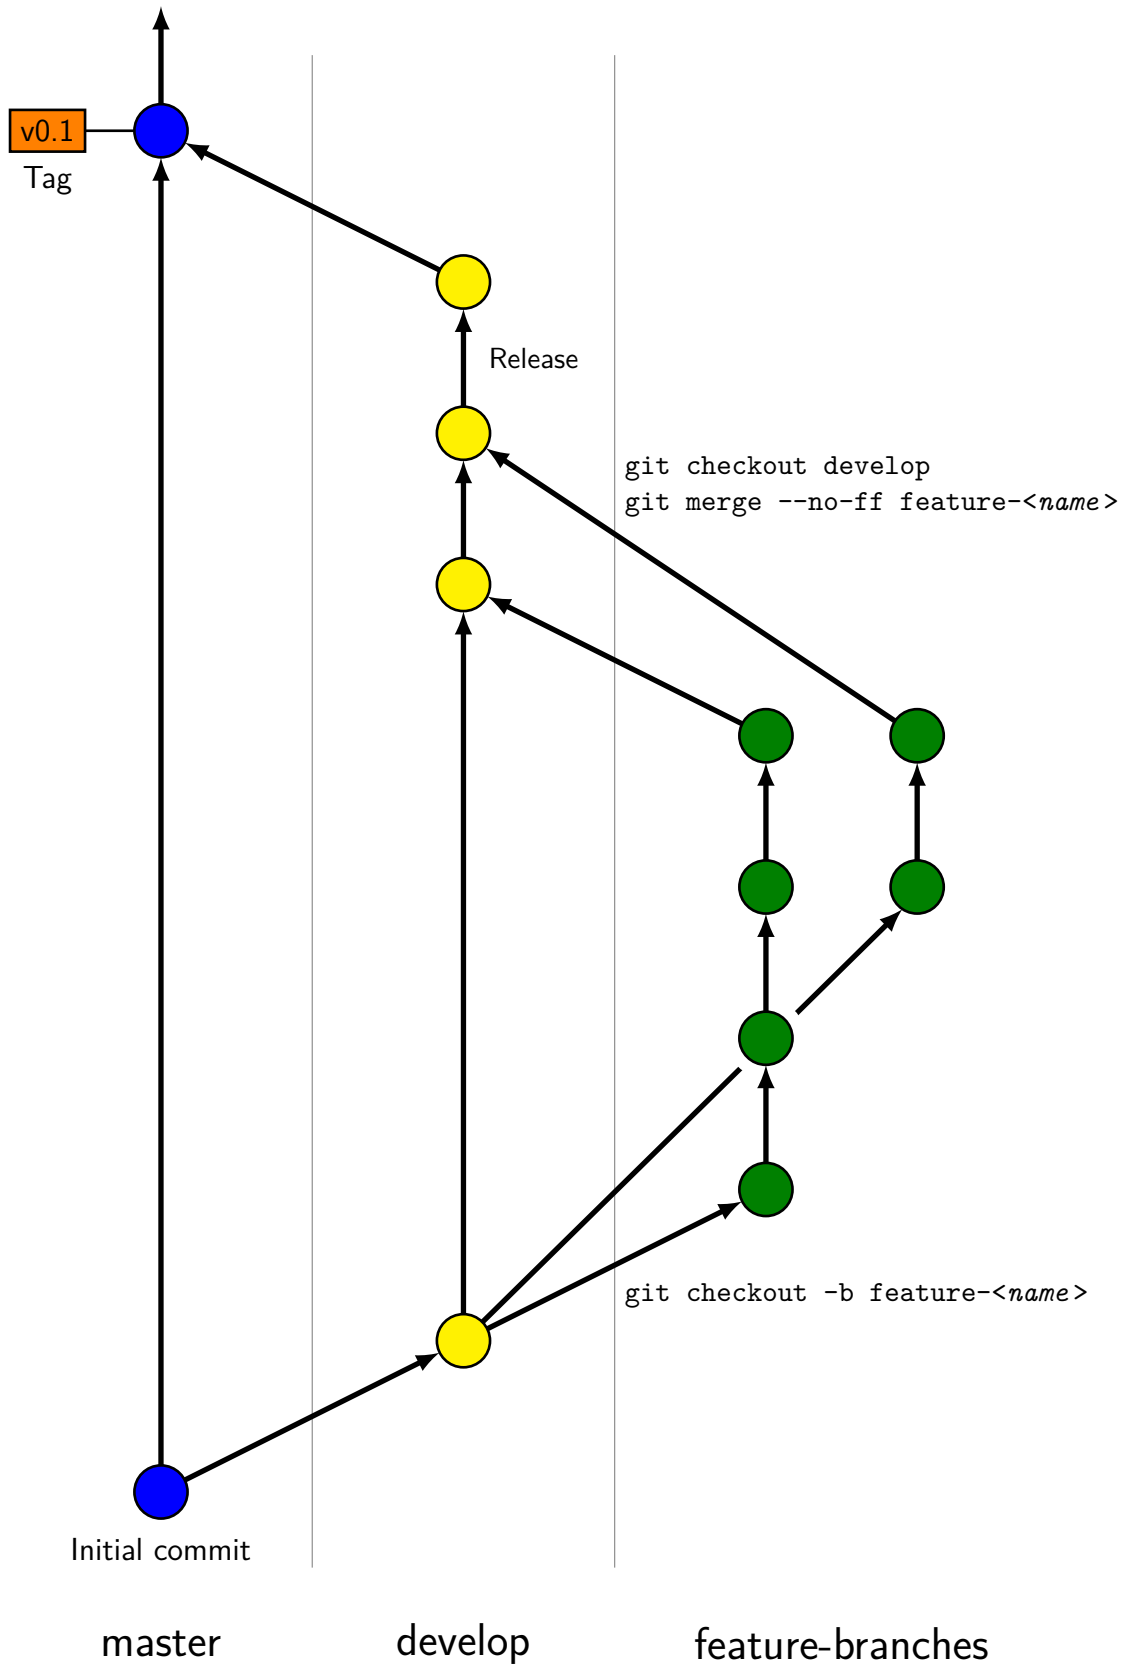 v0.1
Tag
Release
git checkout develop
git merge --no-ff feature-<name>
git checkout -b feature-<name>
Initial commit
master
develop
feature-branches